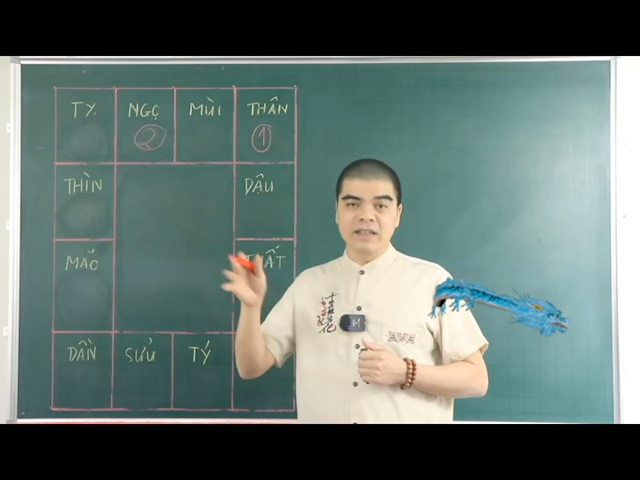 TỴ NGỌ MÙI THÂN
2 1
THÌN DẬU
MÃO
DẦN SỬU TÝ